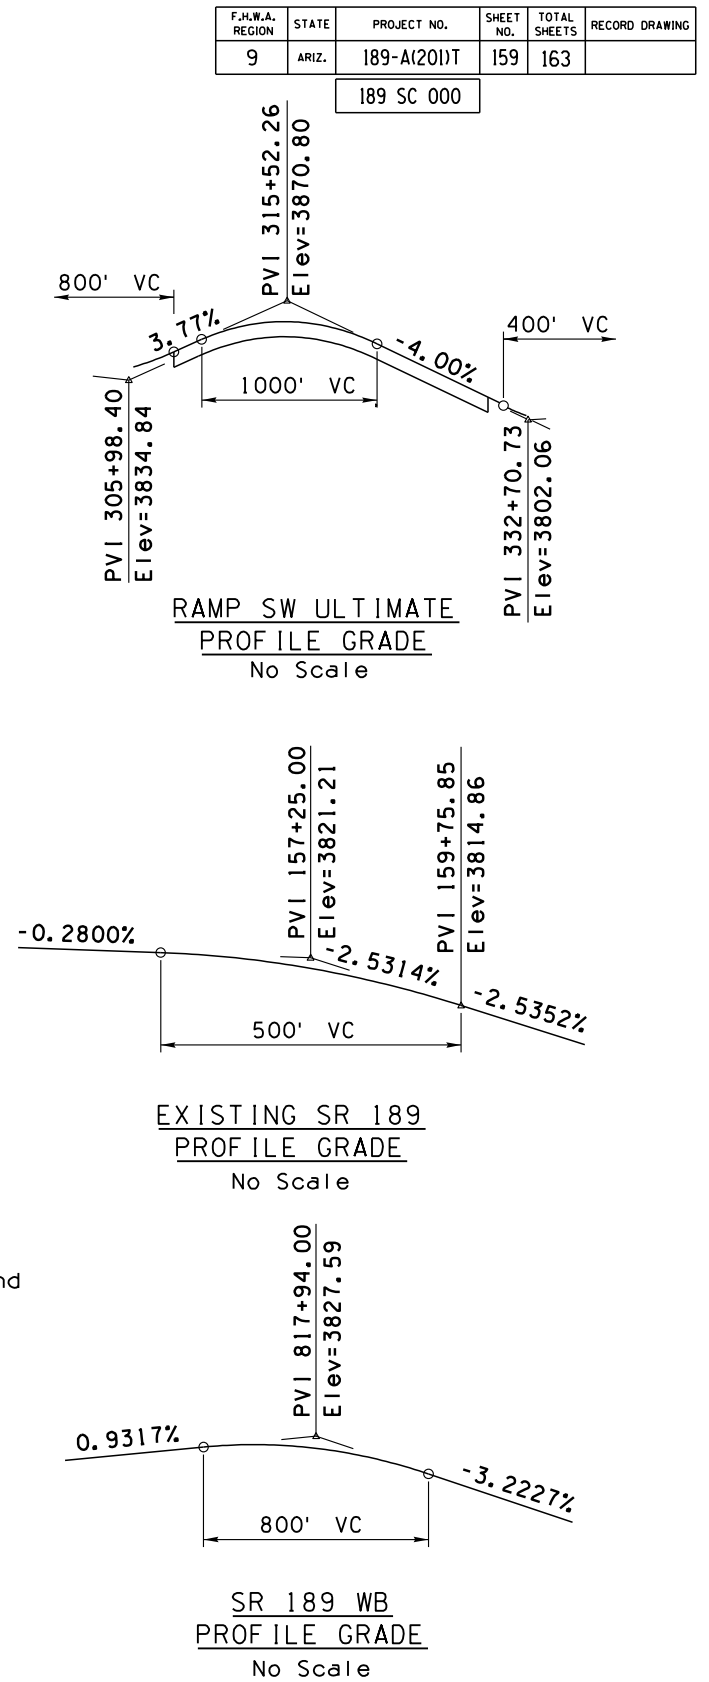 F.H.W.A. REGION STATE PROJECT NO. SHEET NO. TOTAL SHEETS RECORD DRAWING
9 ARIZ. 189-A(201)T 159 163
189 SC 000
PVI 315+52.26
Elev=3870.80
800' VC
3.77%
-4.00%
400' VC
1000' VC
PVI 305+98.40
Elev=3834.84
PVI 332+70.73
Elev=3802.06
RAMP SW ULTIMATE
PROFILE GRADE
No Scale
PVI 157+25.00
Elev=3821.21
PVI 159+75.85
Elev=3814.86
-0.2800%
-2.5314%
-2.5352%
500' VC
EXISTING SR 189
PROFILE GRADE
No Scale
nd
PVI 817+94.00
Elev=3827.59
0.9317%
-3.2227%
800' VC
SR 189 WB
PROFILE GRADE
No Scale